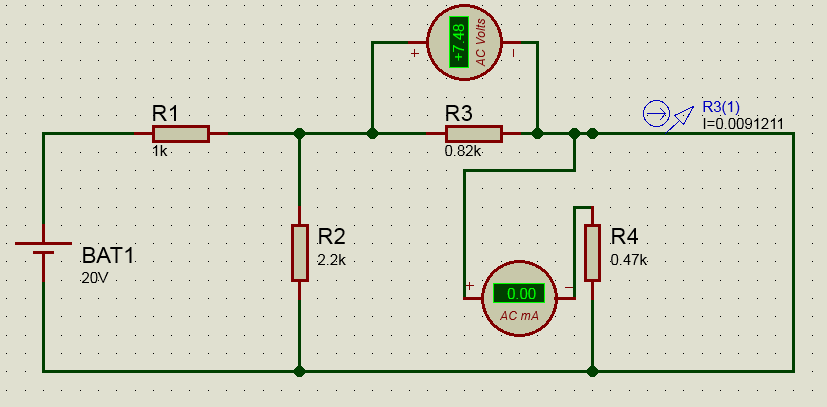 +7.48
AC Volts
+
R1
1k
R3
0.82k
R3(1)
I=0.0091211
BAT1
20V
R2
2.2k
R4
0.47k
+
0.00
AC mA